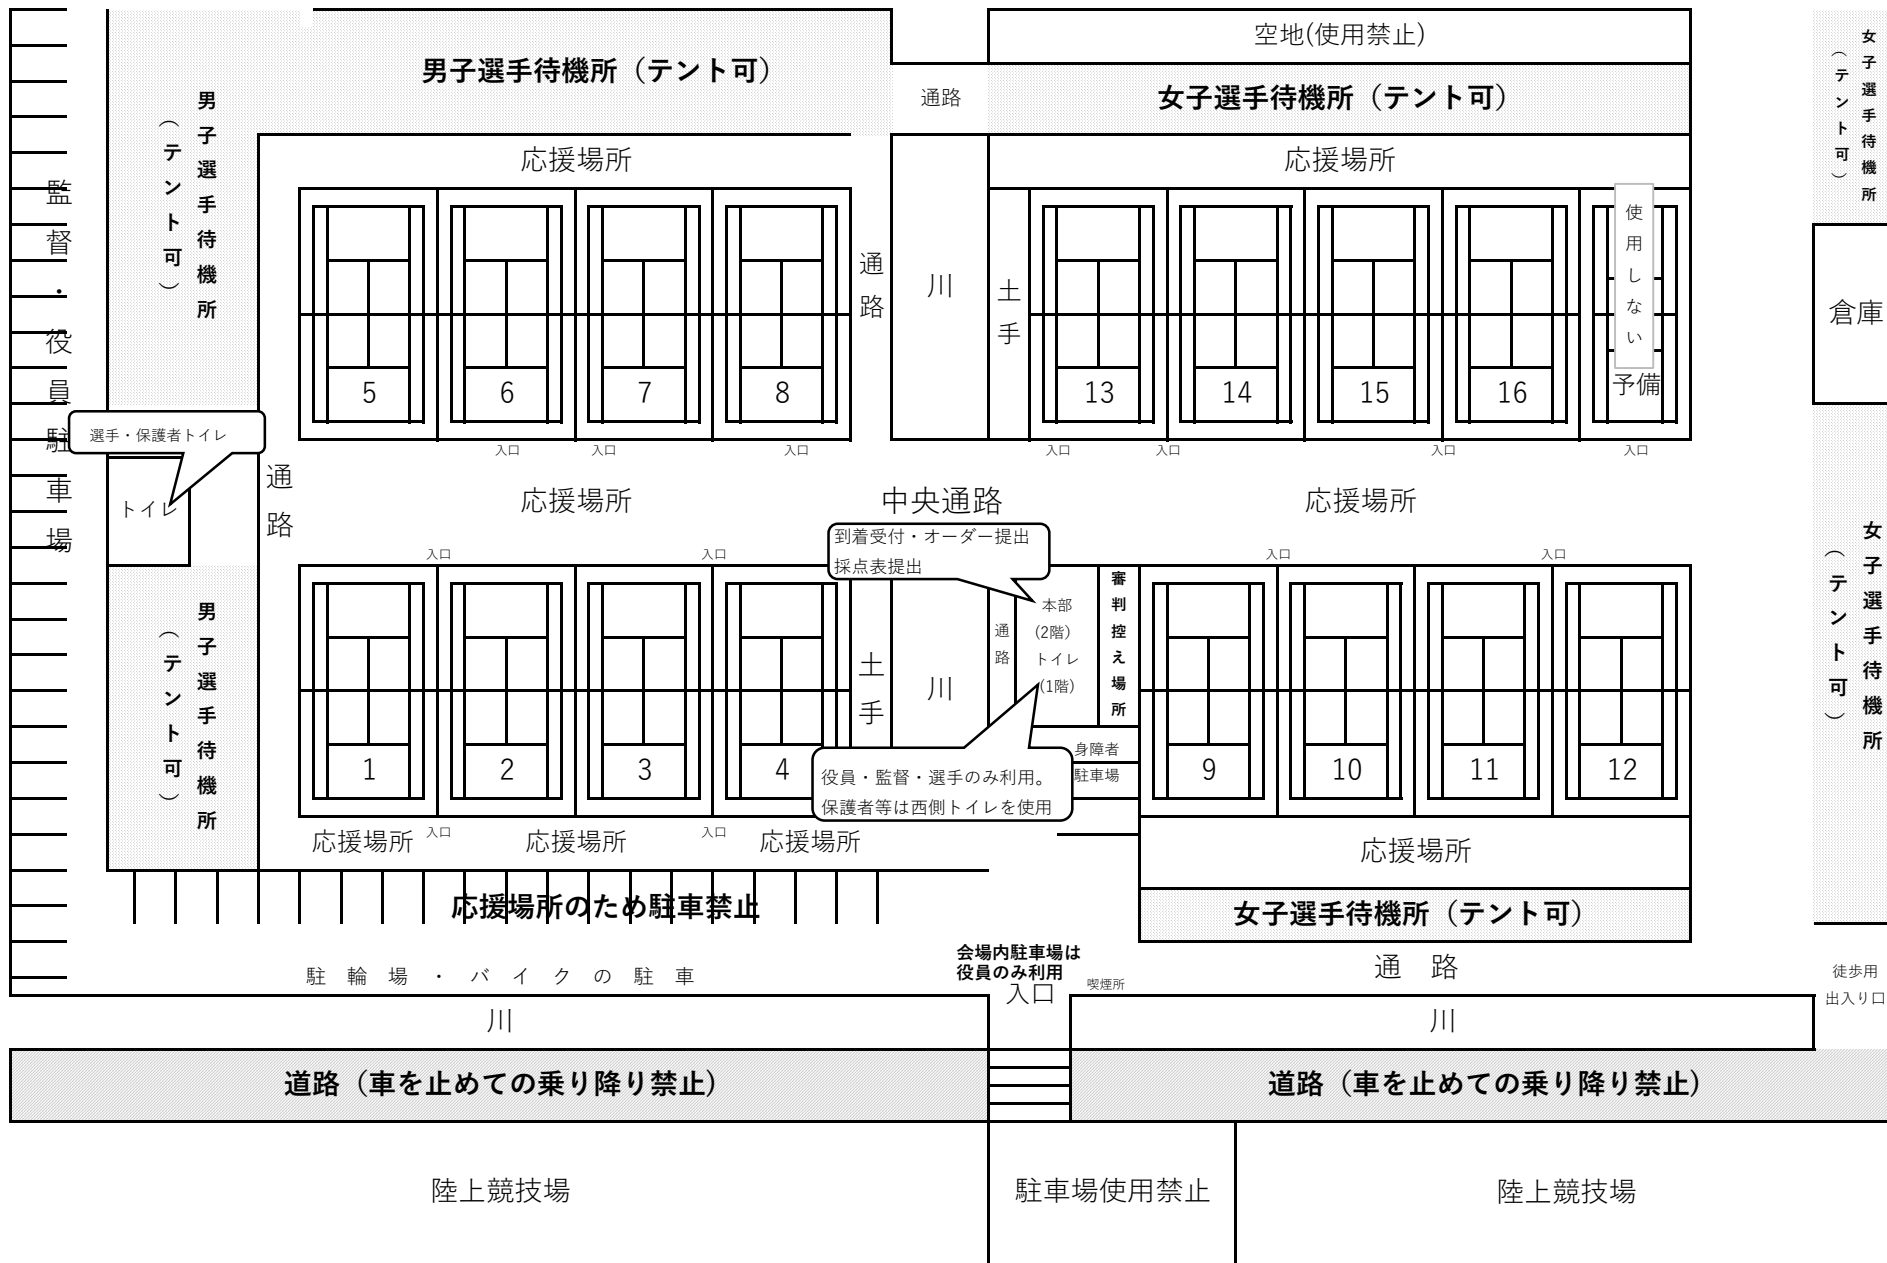 空地(使用禁止)
男子選手待機所（テント可）
通路
女子選手待機所（テント可）
女子選手待機所
（テント可）
男子選手待機所
（テント可）
応援場所
応援場所
監督・役員駐車場
通路
川
土手
使用しない
倉庫
5
6
7
8
13
14
15
16
予備
選手・保護者トイレ
入口
入口
入口
入口
入口
入口
入口
トイレ
通路
応援場所
中央通路
応援場所
到着受付・オーダー提出
採点表提出
入口
入口
入口
入口
女子選手待機所
（テント可）
男子選手待機所
（テント可）
土手
川
通路
本部
(2階)
トイレ
(1階)
審判控え場所
身障者
駐車場
1
2
3
4
9
10
11
12
役員・監督・選手のみ利用。
保護者等は西側トイレを使用
応援場所
入口
応援場所
入口
応援場所
応援場所
応援場所のため駐車禁止
女子選手待機所（テント可）
会場内駐車場は
役員のみ利用
入口
喫煙所
通 路
駐輪場・バイクの駐車
徒歩用
出入り口
川
川
道路（車を止めての乗り降り禁止）
道路（車を止めての乗り降り禁止）
陸上競技場
駐車場使用禁止
陸上競技場